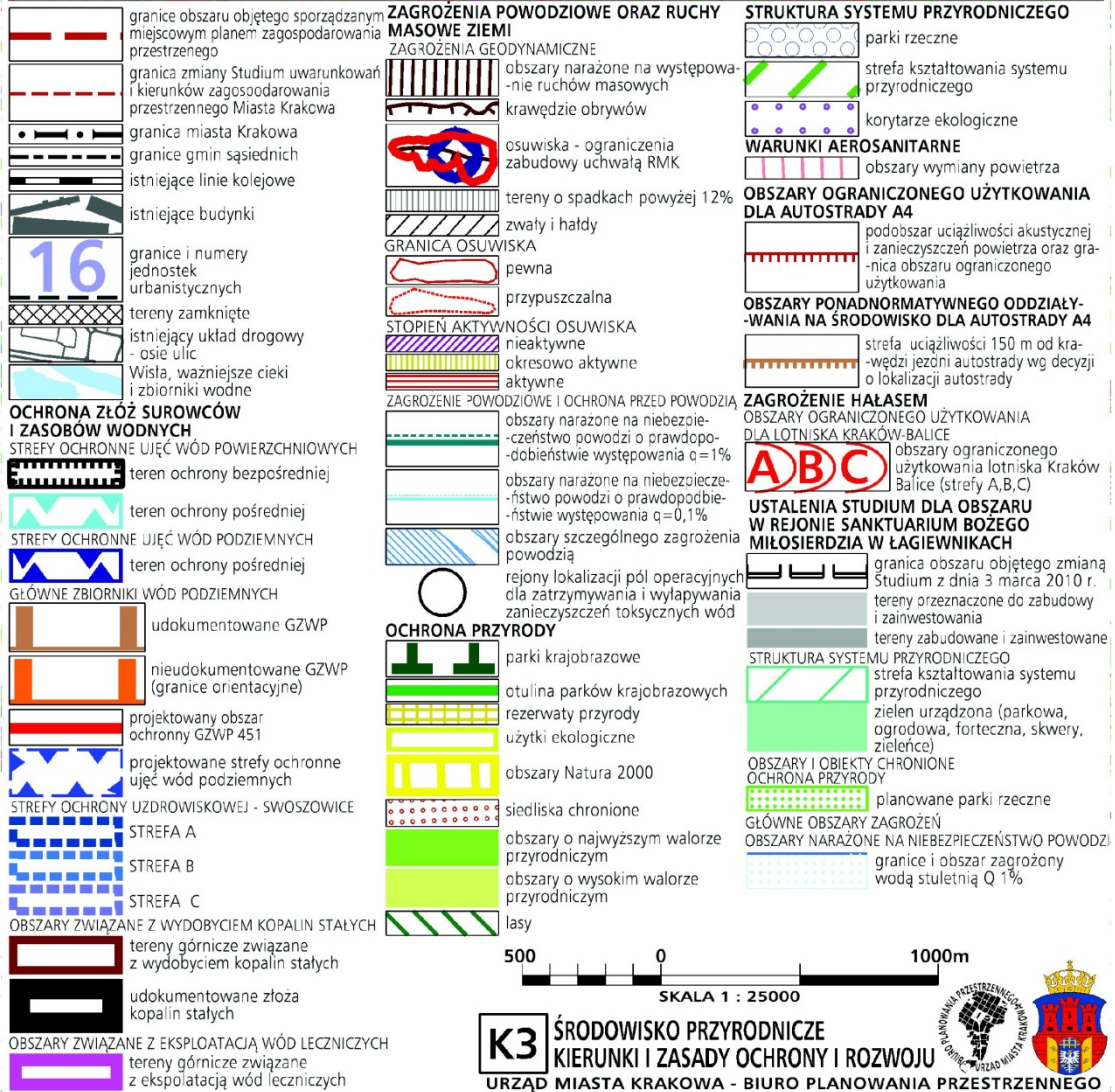 granice obszaru objętego sporządzanym
miejscowym planem zagospodarowania
przestrzenego
granica zmiany Studium uwarunkowań
i kierunków zagospodarowania
przestrzennego Miasta Krakowa
granica miasta Krakowa
granice gmin sąsiednich
istniejące linie kolejowe
istniejące budynki
16
granice i numery
jednostek
urbanistycznych
tereny zamknięte
istniejący układ drogowy
- osie ulic
Wisła, ważniejsze cieki
i zbiorniki wodne
OCHRONA ZŁÓŻ SUROWCÓW
I ZASOBÓW WODNYCH
STREFY OCHRONNE UJĘĆ WÓD POWIERZCHNIOWYCH
teren ochrony bezpośredniej
teren ochrony pośredniej
STREFY OCHRONNE UJĘĆ WÓD PODZIEMNYCH
teren ochrony pośredniej
GŁÓWNE ZBIORNIKI WÓD PODZIEMNYCH
udokumentowane GZWP
nieudokumentowane GZWP
(granice orientacyjne)
projektowany obszar
ochronny GZWP 451
projektowane strefy ochronne
ujęć wód podziemnych
STREFY OCHRONY UZDROWISKOWEJ - SWOSZOWICE
STREFA A
STREFA B
STREFA C
OBSZARY ZWIĄZANE Z WYDOBYCIEM KOPALIN STAŁYCH
tereny górnicze związane
z wydobyciem kopalin stałych
udokumentowane złoża
kopalin stałych
OBSZARY ZWIĄZANE Z EKSPLOATACJĄ WÓD LECZNICZYCH
tereny górnicze związane
z ekspolatacją wód leczniczych
ZAGROŻENIA POWODZIOWE ORAZ RUCHY
MASOWE ZIEMI
ZAGROŻENIA GEODYNAMICZNE
obszary narażone na występowa-
-nie ruchów masowych
krawędzie obrywów
osuwiska - ograniczenia
zabudowy uchwałą RMK
tereny o spadkach powyżej 12%
zwały i hałdy
GRANICA OSUWISKA
pewna
przypuszczalna
STOPIEŃ AKTYWNOŚCI OSUWISKA
nieaktywne
okresowo aktywne
aktywne
ZAGROŻENIE POWODZIOWE I OCHRONA PRZED POWODZIĄ
obszary narażone na niebezpie-
-czeństwo powodzi o prawdopo-
-dobieństwie występowania q=1%
obszary narażone na niebezpiecze-
-ństwo powodzi o prawdopodbie-
-ństwie występowania q=0,1%
obszary szczególnego zagrożenia
powodzią
rejony lokalizacji pól operacyjnych
dla zatrzymywania i wyłapywania
zanieczyszczeń toksycznych wód
OCHRONA PRZYRODY
parki krajobrazowe
otulina parków krajobrazowych
rezerwaty przyrody
użytki ekologiczne
obszary Natura 2000
siedliska chronione
obszary o najwyższym walorze
przyrodniczym
obszary o wysokim walorze
przyrodniczym
lasy
STRUKTURA SYSTEMU PRZYRODNICZEGO
parki rzeczne
strefa kształtowania systemu
przyrodniczego
korytarze ekologiczne
WARUNKI AEROSANITARNE
obszary wymiany powietrza
OBSZARY OGRANICZONEGO UŻYTKOWANIA
DLA AUTOSTRADY A4
podobszar uciążliwości akustycznej
i zanieczyszczeń powietrza oraz gra-
-nica obszaru ograniczonego
użytkowania
OBSZARY PONADNORMATYWNEGO ODDZIAŁY-
-WANIA NA ŚRODOWISKO DLA AUTOSTRADY A4
strefa uciążliwości 150 m od kra-
-wędzi jezdni autostrady wg decyzji
o lokalizacji autostrady
ZAGROŻENIE HAŁASEM
OBSZARY OGRANICZONEGO UŻYTKOWANIA
DLA LOTNISKA KRAKÓW-BALICE
A B C
obszary ograniczonego
użytkowania lotniska Kraków
Balice (strefy A,B,C)
USTALENIA STUDIUM DLA OBSZARU
W REJONIE SANKTUARIUM BOŻEGO
MIŁOSIERDZIA W ŁAGIEWNIKACH
granica obszaru objętego zmianą
Studium z dnia 3 marca 2010 r.
tereny przeznaczone do zabudowy
i zainwestowania
tereny zabudowane i zainwestowane
STRUKTURA SYSTEMU PRZYRODNICZEGO
strefa kształtowania systemu
przyrodniczego
zielen urządzona (parkowa,
ogrodowa, forteczna, skwery,
zieleńce)
OBSZARY I OBIEKTY CHRONIONE
OCHRONA PRZYRODY
planowane parki rzeczne
GŁÓWNE OBSZARY ZAGROŻEŃ
OBSZARY NARAŻONE NA NIEBEZPIECZEŃSTWO POWODZI
granice i obszar zagrożony
wodą stuletnią Q 1%
500 0 1000m
SKALA 1 : 25000
K3
ŚRODOWISKO PRZYRODNICZE
KIERUNKI I ZASADY OCHRONY I ROZWOJU
BIURO PLANOWANIA PRZESTRZENNEGO
URZĄD MIASTA KRAKOWA
URZĄD MIASTA KRAKOWA - BIURO PLANOWANIA PRZESTRZENNEGO